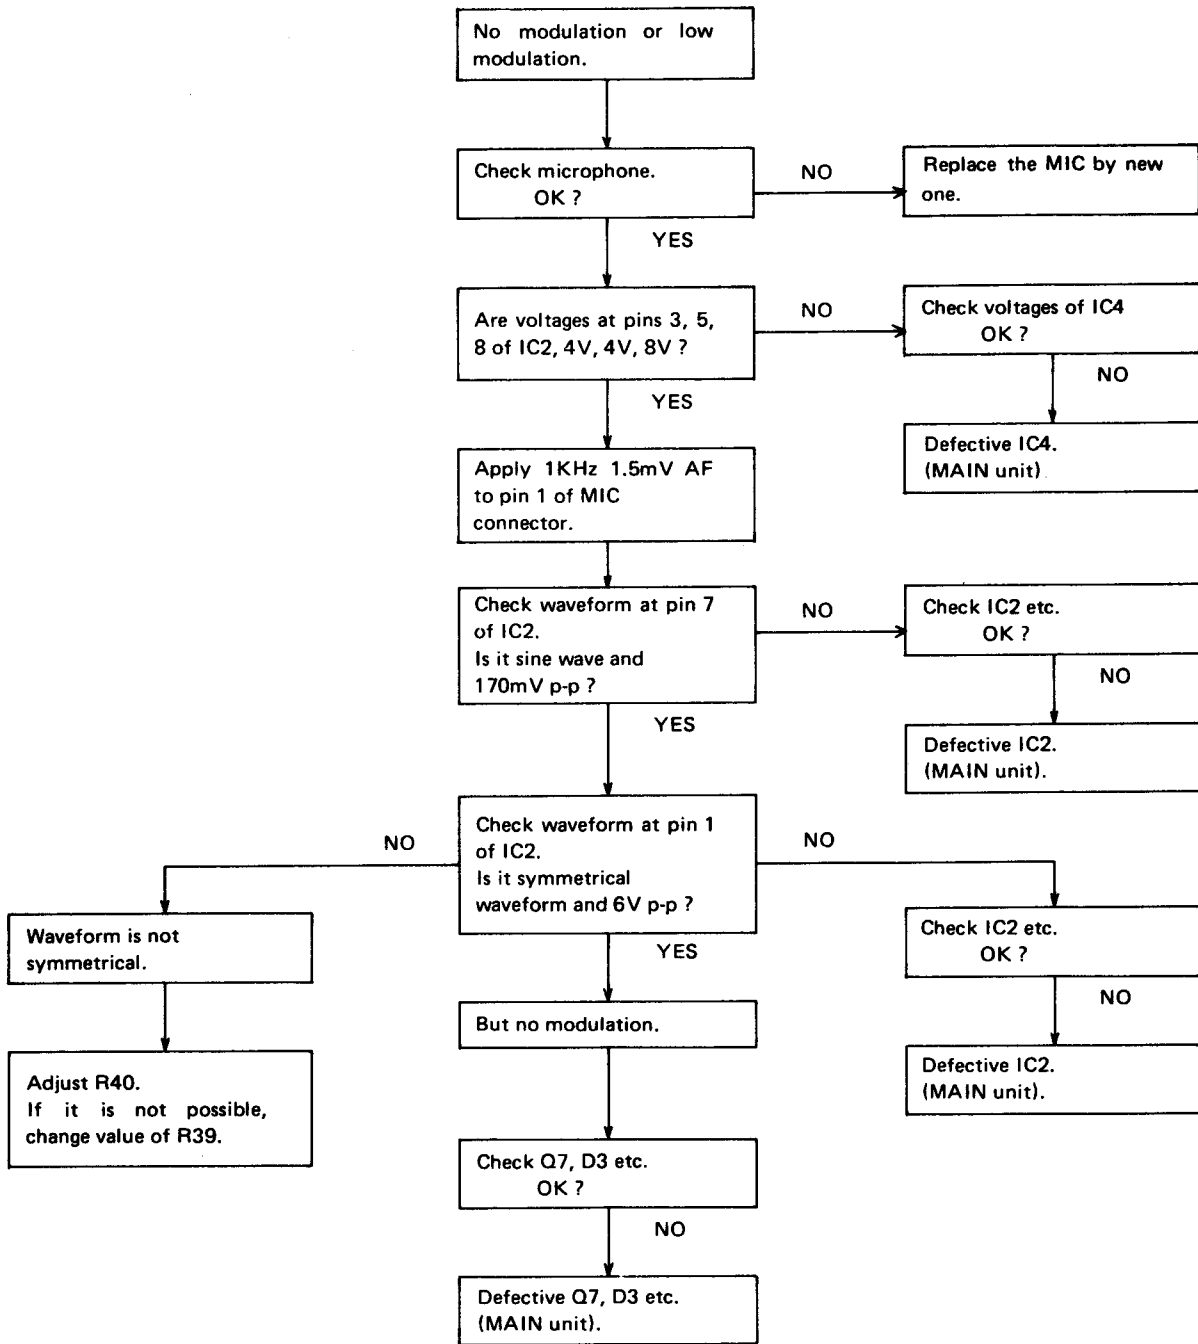 No modulation or low
modulation.
Check microphone.
OK ?
NO
Replace the MIC by new
one.
YES
Are voltages at pins 3, 5,
8 of IC2, 4V, 4V, 8V ?
NO
Check voltages of IC4
OK ?
NO
YES
Defective IC4.
(MAIN unit)
Apply 1KHz 1.5mV AF
to pin 1 of MIC
connector.
Check waveform at pin 7
of IC2.
Is it sine wave and
170mV p-p ?
NO
Check IC2 etc.
OK ?
NO
YES
Defective IC2.
(MAIN unit).
Check waveform at pin 1
of IC2.
Is it symmetrical
waveform and 6V p-p ?
NO
NO
Waveform is not
symmetrical.
Check IC2 etc.
OK ?
YES
NO
But no modulation.
Adjust R40.
If it is not possible,
change value of R39.
Defective IC2.
(MAIN unit).
Check Q7, D3 etc.
OK ?
NO
Defective Q7, D3 etc.
(MAIN unit).